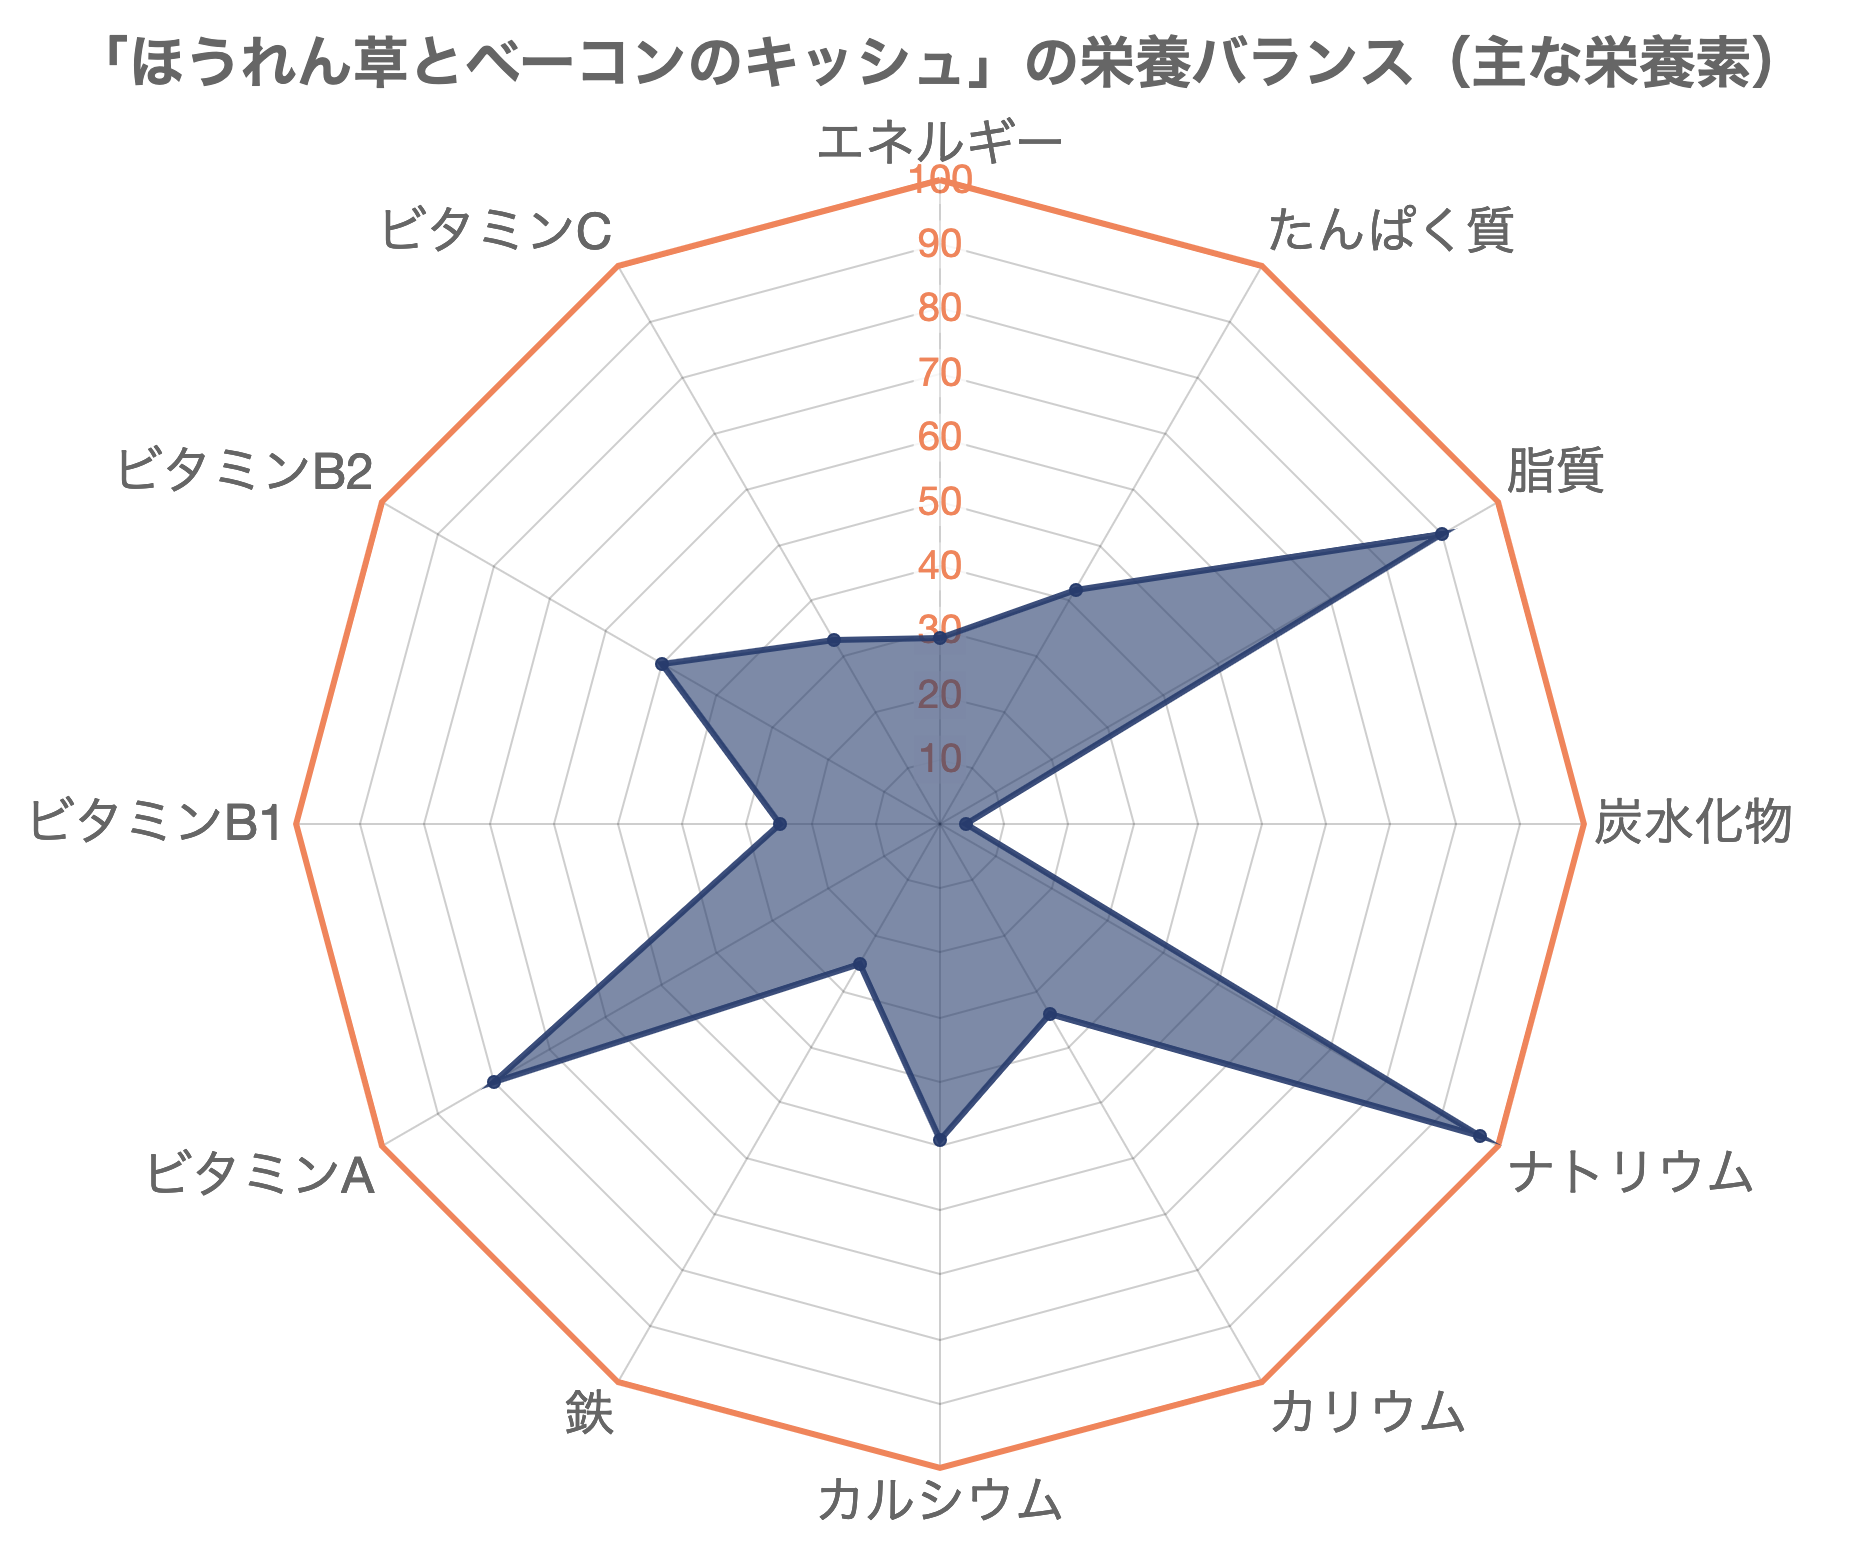 「ほうれん草とベーコンのキッシュ」の栄養バランス（主な栄養素）
エネルギー
100
ビタミンC
たんぱく質
90
80
70
60
ビタミンB2
脂質
50
40
30
20
10
ビタミンB1
炭水化物
ビタミンA
ナトリウム
鉄
カリウム
カルシウム